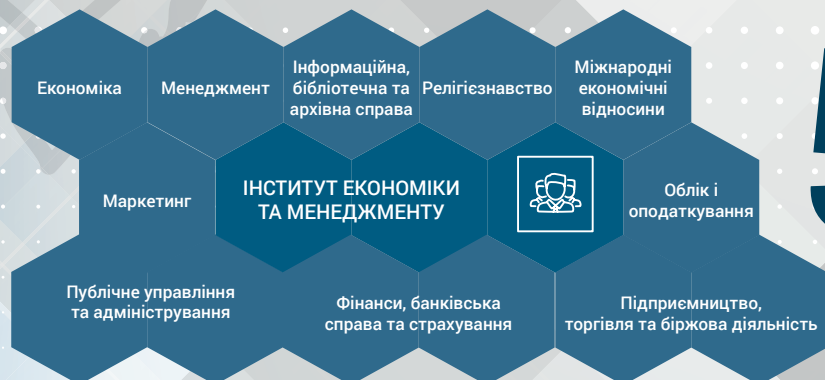 Економіка
Менеджмент
Інформаційна,
бібліотечна та
архівна справа
Релігієзнавство
Міжнародні
економічні
відносини
Маркетинг
ІНСТИТУТ ЕКОНОМІКИ
ТА МЕНЕДЖМЕНТУ
Облік і
оподаткування
Публічне управління
та адміністрування
Фінанси, банківська
справа та страхування
Підприємництво,
торгівля та біржова діяльність